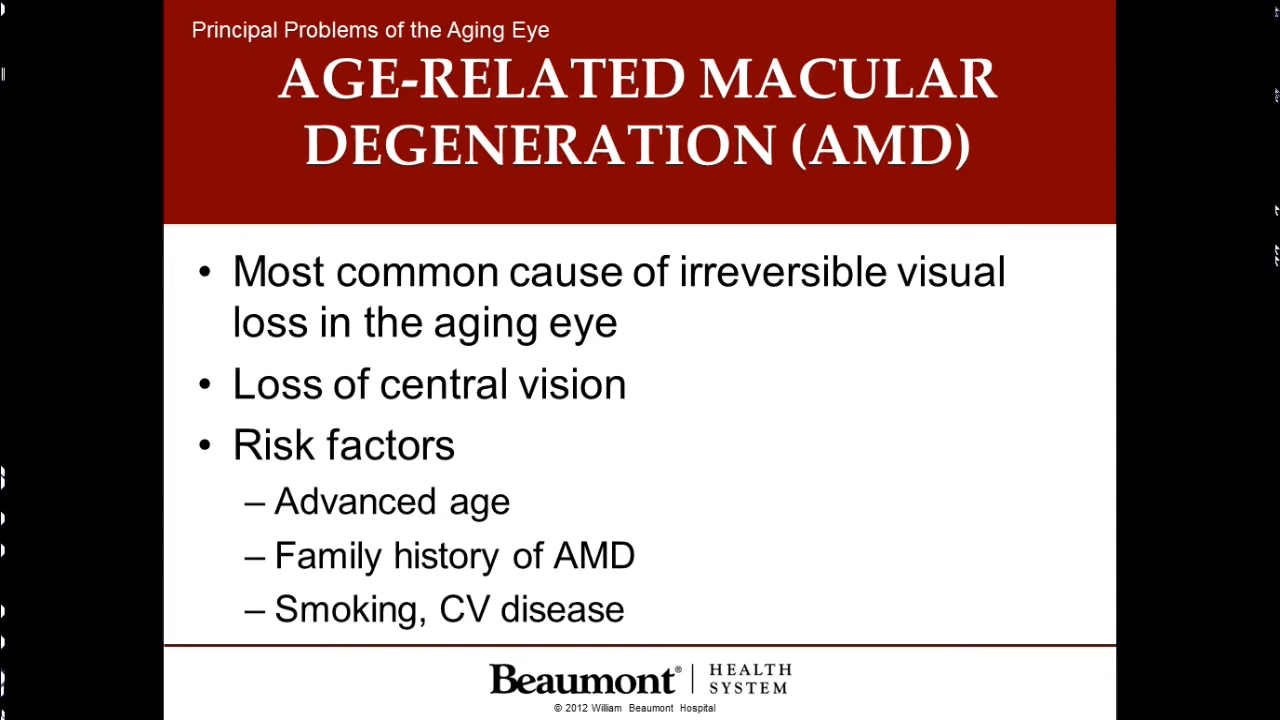 Principal Problems of the Aging Eye
AGE-RELATED MACULAR
DEGENERATION (AMD)
• Most common cause of irreversible visual
loss in the aging eye
• Loss of central vision
• Risk factors
– Advanced age
– Family history of AMD
– Smoking, CV disease
Beaumont® | HEALTH
SYSTEM
© 2012 William Beaumont Hospital